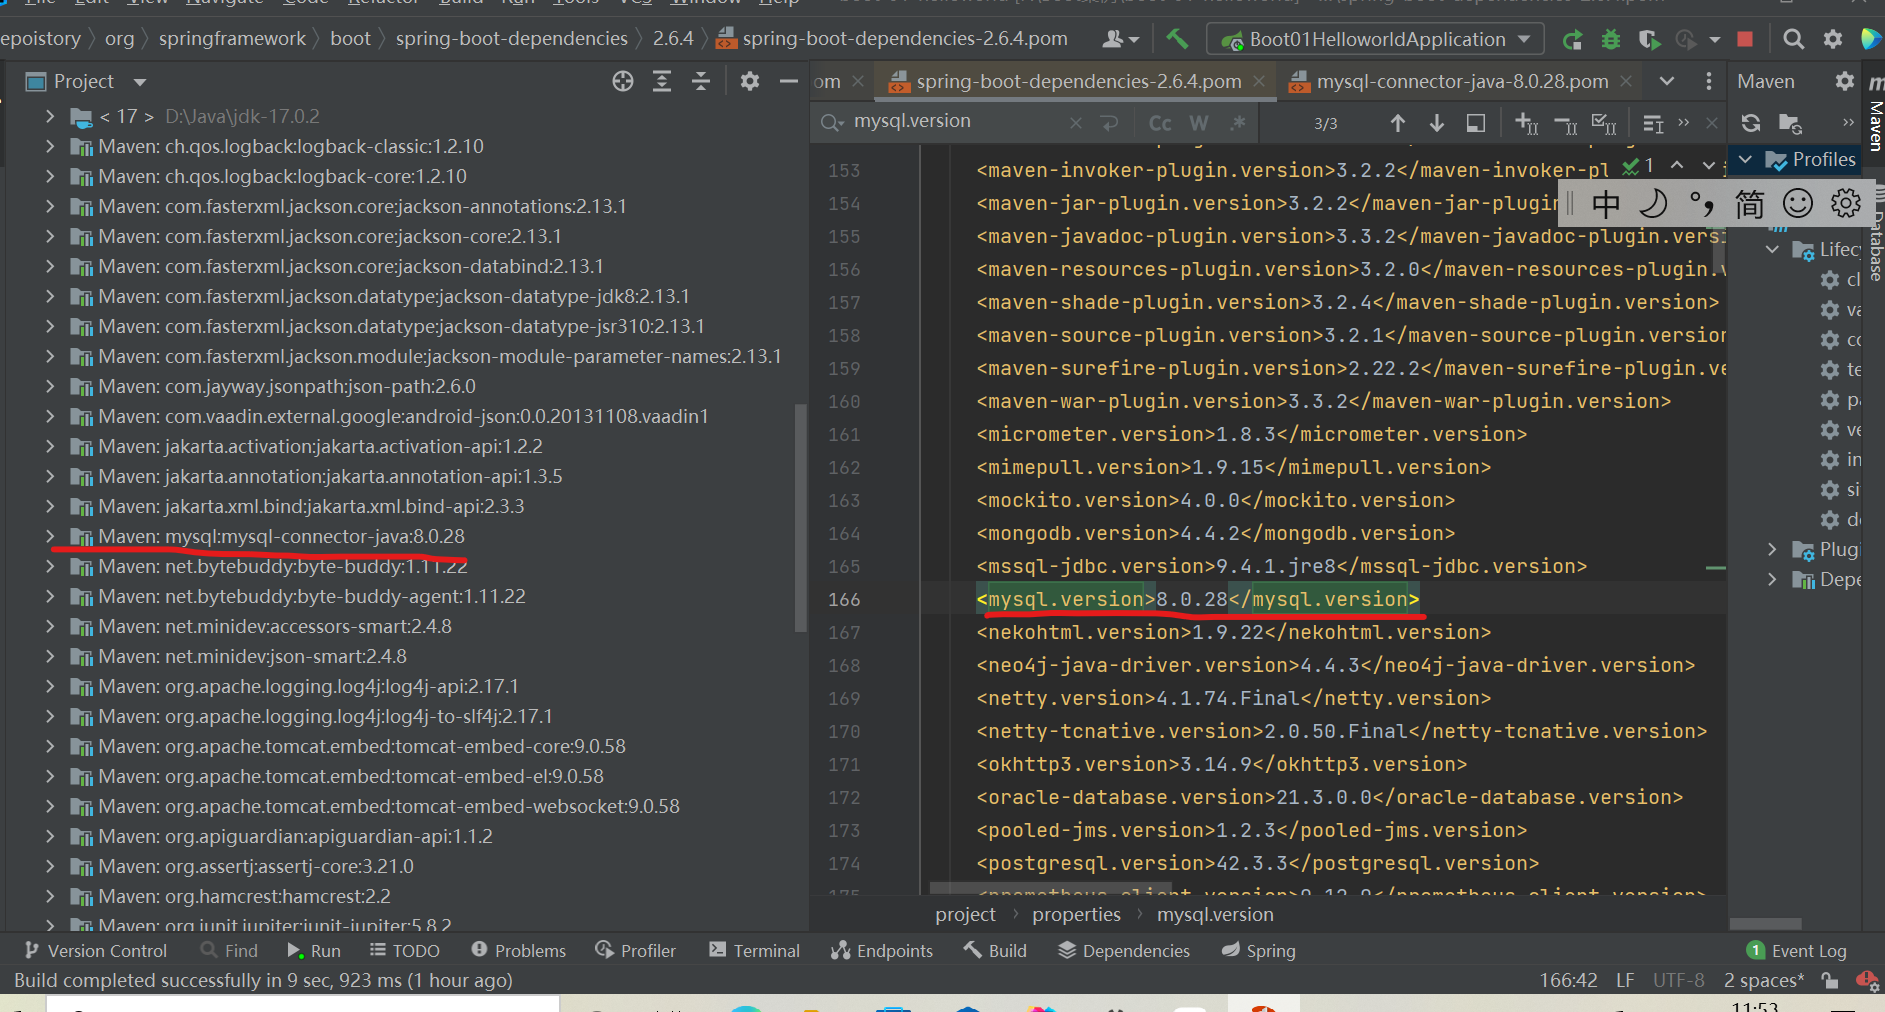 File Edit View Navigate Code Refactor Build Run Tools VCS Window Help
epoistory org springframework boot spring-boot-dependencies 2.6.4 spring-boot-dependencies-2.6.4.pom Boot01HelloworldApplication
Project
om spring-boot-dependencies-2.6.4.pom mysql-connector-java-8.0.28.pom
Maven
mysql.version Cc W .* 3/3
< 17 > D:\Java\jdk-17.0.2
Maven: ch.qos.logback:logback-classic:1.2.10
Maven: ch.qos.logback:logback-core:1.2.10
Maven: com.fasterxml.jackson.core:jackson-annotations:2.13.1
Maven: com.fasterxml.jackson.core:jackson-core:2.13.1
Maven: com.fasterxml.jackson.core:jackson-databind:2.13.1
Maven: com.fasterxml.jackson.datatype:jackson-datatype-jdk8:2.13.1
Maven: com.fasterxml.jackson.datatype:jackson-datatype-jsr310:2.13.1
Maven: com.fasterxml.jackson.module:jackson-module-parameter-names:2.13.1
Maven: com.jayway.jsonpath:json-path:2.6.0
Maven: com.vaadin.external.google:android-json:0.0.20131108.vaadin1
Maven: jakarta.activation:jakarta.activation-api:1.2.2
Maven: jakarta.annotation:jakarta.annotation-api:1.3.5
Maven: jakarta.xml.bind:jakarta.xml.bind-api:2.3.3
Maven: mysql:mysql-connector-java:8.0.28
Maven: net.bytebuddy:byte-buddy:1.11.22
Maven: net.bytebuddy:byte-buddy-agent:1.11.22
Maven: net.minidev:accessors-smart:2.4.8
Maven: net.minidev:json-smart:2.4.8
Maven: org.apache.logging.log4j:log4j-api:2.17.1
Maven: org.apache.logging.log4j:log4j-to-slf4j:2.17.1
Maven: org.apache.tomcat.embed:tomcat-embed-core:9.0.58
Maven: org.apache.tomcat.embed:tomcat-embed-el:9.0.58
Maven: org.apache.tomcat.embed:tomcat-embed-websocket:9.0.58
Maven: org.apiguardian:apiguardian-api:1.1.2
Maven: org.assertj:assertj-core:3.21.0
Maven: org.hamcrest:hamcrest:2.2
Maven: org.junit.jupiter:junit-jupiter:5.8.2
153 <maven-invoker-plugin.version>3.2.2</maven-invoker-pl
1
154 <maven-jar-plugin.version>3.2.2</maven-jar-plugin
155 <maven-javadoc-plugin.version>3.3.2</maven-javadoc-plugin.versi
156 <maven-resources-plugin.version>3.2.0</maven-resources-plugin.v
157 <maven-shade-plugin.version>3.2.4</maven-shade-plugin.version>
158 <maven-source-plugin.version>3.2.1</maven-source-plugin.version
159 <maven-surefire-plugin.version>2.22.2</maven-surefire-plugin.ve
160 <maven-war-plugin.version>3.3.2</maven-war-plugin.version>
161 <micrometer.version>1.8.3</micrometer.version>
162 <mimepull.version>1.9.15</mimepull.version>
163 <mockito.version>4.0.0</mockito.version>
164 <mongodb.version>4.4.2</mongodb.version>
165 <mssql-jdbc.version>9.4.1.jre8</mssql-jdbc.version>
166 <mysql.version>8.0.28</mysql.version>
167 <nekohtml.version>1.9.22</nekohtml.version>
168 <neo4j-java-driver.version>4.4.3</neo4j-java-driver.version>
169 <netty.version>4.1.74.Final</netty.version>
170 <netty-tcnative.version>2.0.50.Final</netty-tcnative.version>
171 <okhttp3.version>3.14.9</okhttp3.version>
172 <oracle-database.version>21.3.0.0</oracle-database.version>
173 <pooled-jms.version>1.2.3</pooled-jms.version>
174 <postgresql.version>42.3.3</postgresql.version>
project properties mysql.version
Profiles
中 简
Lifecy
cl
va
co
te
pa
ve
in
si
de
Plugi
Depe
Maven
Database
Version Control Find Run TODO Problems Profiler Terminal Endpoints Build Dependencies Spring 1 Event Log
Build completed successfully in 9 sec, 923 ms (1 hour ago) 166:42 LF UTF-8 2 spaces*
11:53